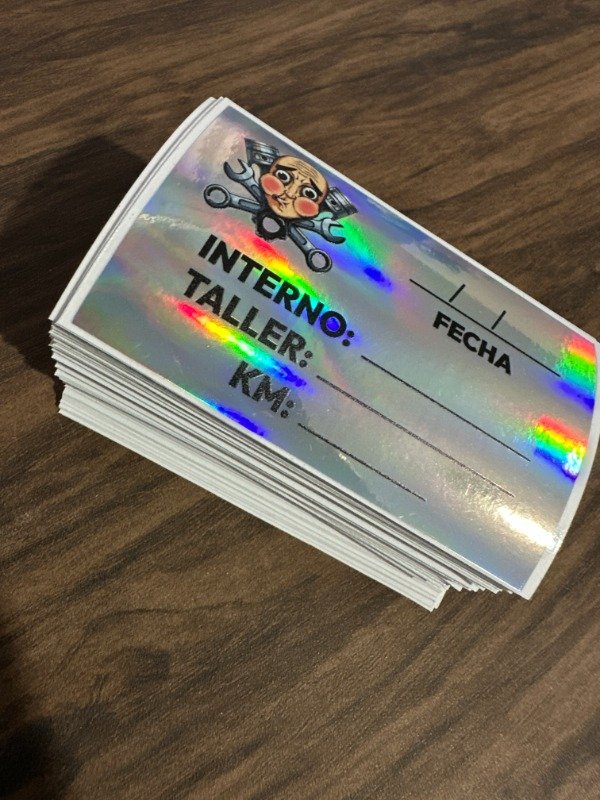 / /
FECHA
INTERNO:
TALLER:
KM: